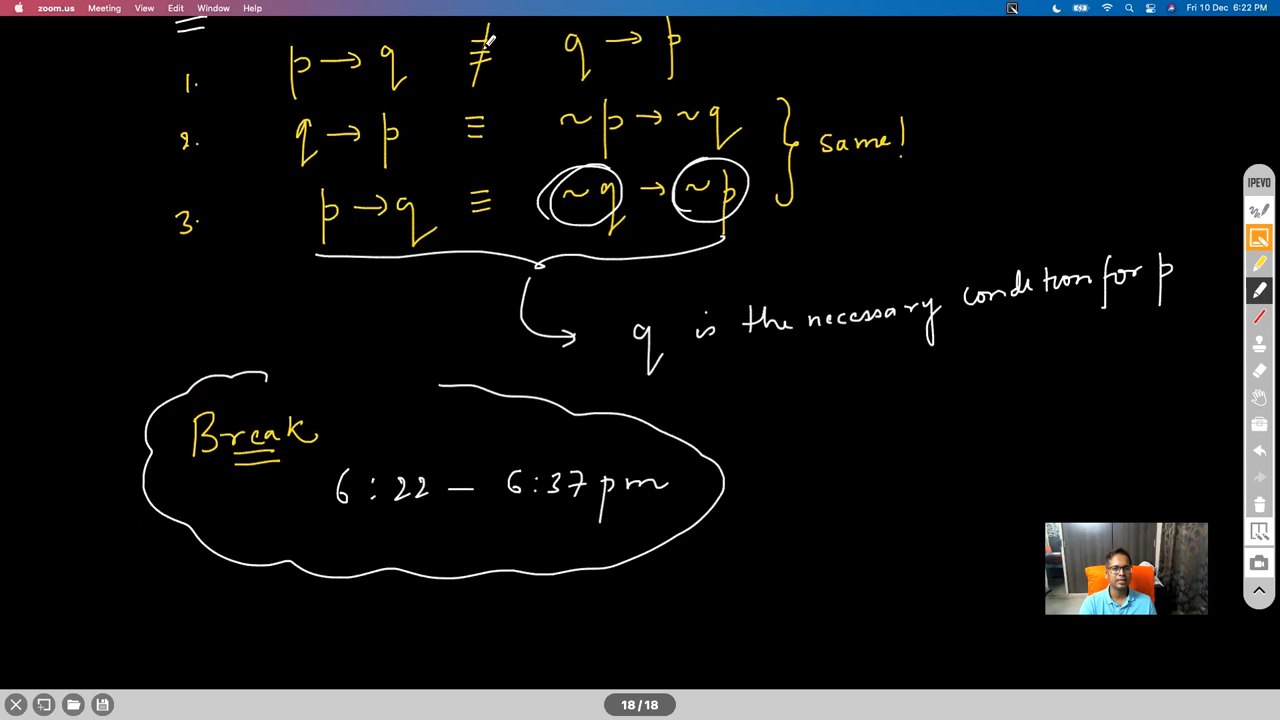 zoom.us Meeting View Edit Window Help Fri 10 Dec 6:22 PM
1. p → q ≢ q → p
2. q → p ≡ ~p → ~q
same!
3. p → q ≡ ~q → ~p
IPEVO
q is the necessary condition for p
Break
6:22 — 6:37 pm
18/18